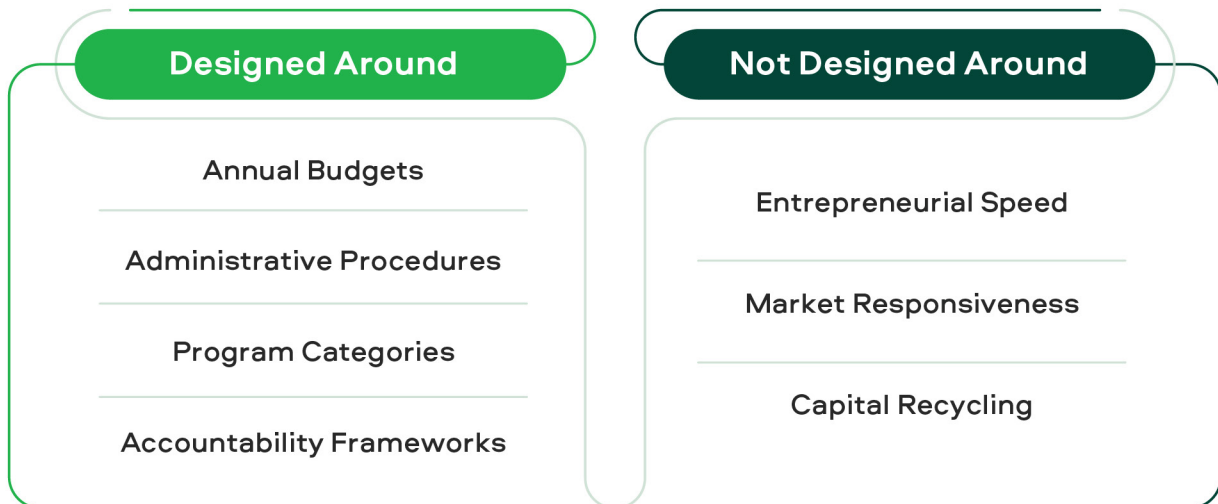 Designed Around
Annual Budgets
Administrative Procedures
Program Categories
Accountability Frameworks
Not Designed Around
Entrepreneurial Speed
Market Responsiveness
Capital Recycling